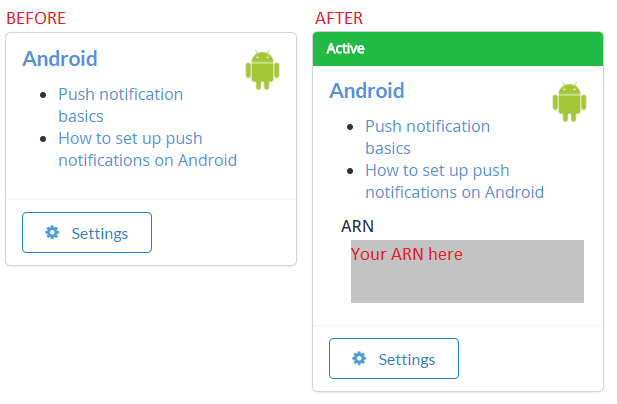 BEFORE
Android
Push notification
basics
How to set up push
notifications on Android
Settings
AFTER
Active
Android
Push notification
basics
How to set up push
notifications on Android
ARN
Your ARN here
Settings